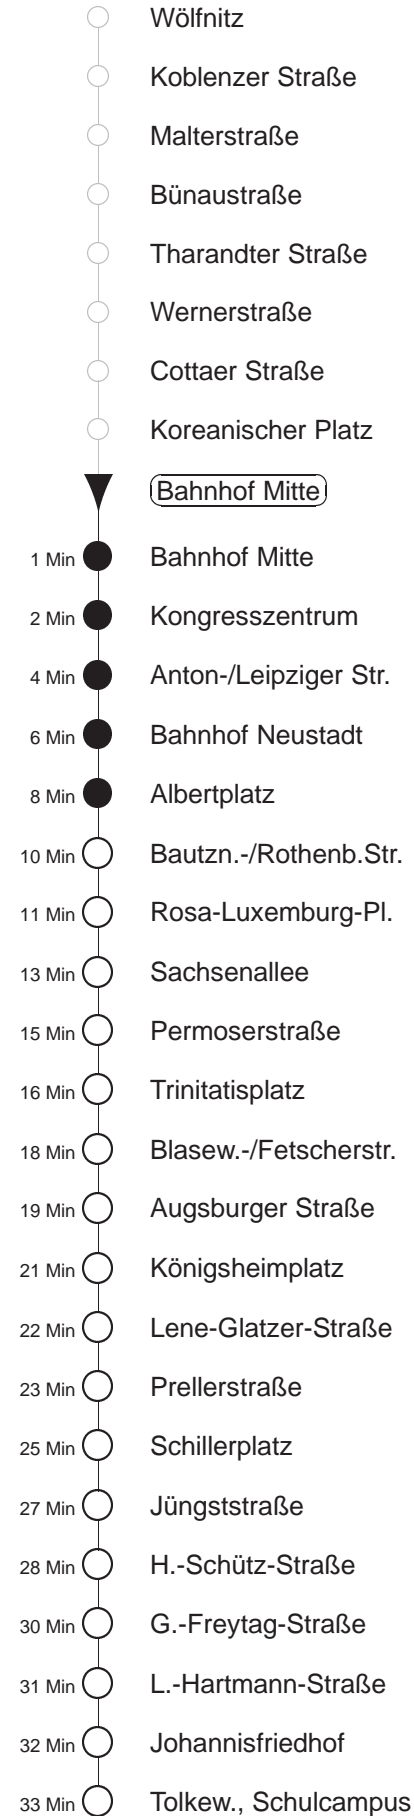 Wölfnitz
Koblenzer Straße
Malterstraße
Bünaustraße
Tharandter Straße
Wernerstraße
Cottaer Straße
Koreanischer Platz
Bahnhof Mitte
1 Min Bahnhof Mitte
2 Min Kongresszentrum
4 Min Anton-/Leipziger Str.
6 Min Bahnhof Neustadt
8 Min Albertplatz
10 Min Bautzn.-/Rothenb.Str.
11 Min Rosa-Luxemburg-Pl.
13 Min Sachsenallee
15 Min Permoserstraße
16 Min Trinitatisplatz
18 Min Blasew.-/Fetscherstr.
19 Min Augsburger Straße
21 Min Königsheimplatz
22 Min Lene-Glatzer-Straße
23 Min Prellerstraße
25 Min Schillerplatz
27 Min Jüngststraße
28 Min H.-Schütz-Straße
30 Min G.-Freytag-Straße
31 Min L.-Hartmann-Straße
32 Min Johannisfriedhof
33 Min Tolkew., Schulcampus